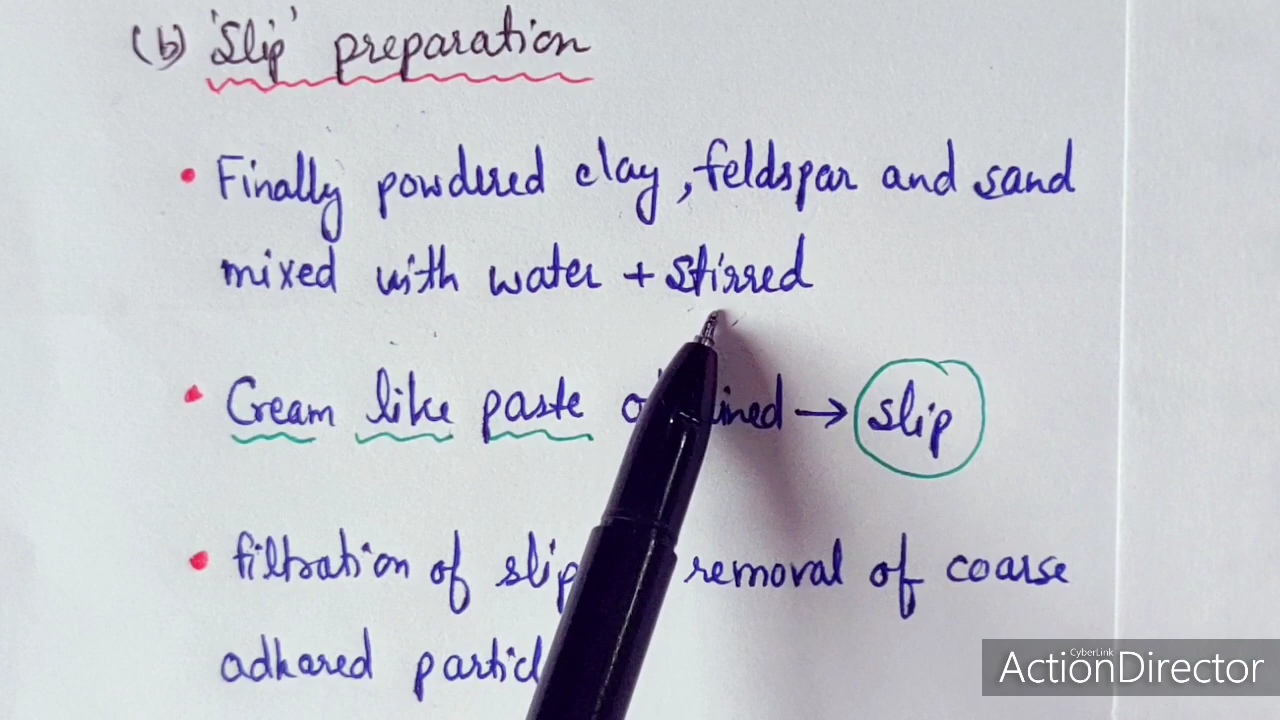 (b) 'Slip' preparation
• Finally powdered clay, feldspar and sand
mixed with water + stirred
• Cream like paste → slip
• filtration of slip removal of coarse
adhared
CyberLink
ActionDirector